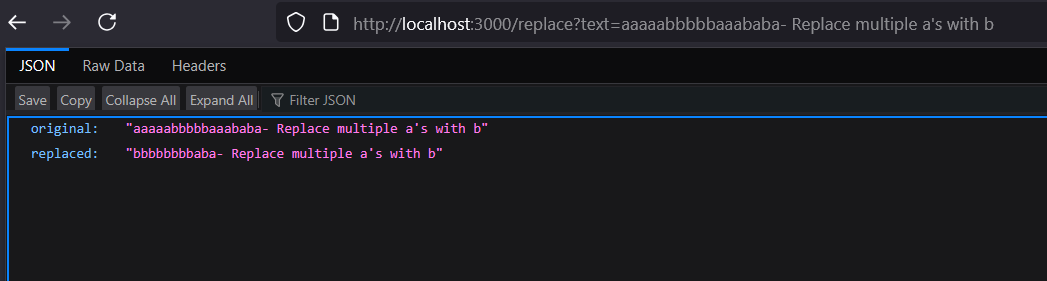 http://localhost:3000/replace?text=aaaaabbbbbaaababa- Replace multiple a's with b
JSON Raw Data Headers
Save Copy Collapse All Expand All Filter JSON
original: "aaaaabbbbbaaababa- Replace multiple a's with b"
replaced: "bbbbbbbbaba- Replace multiple a's with b"